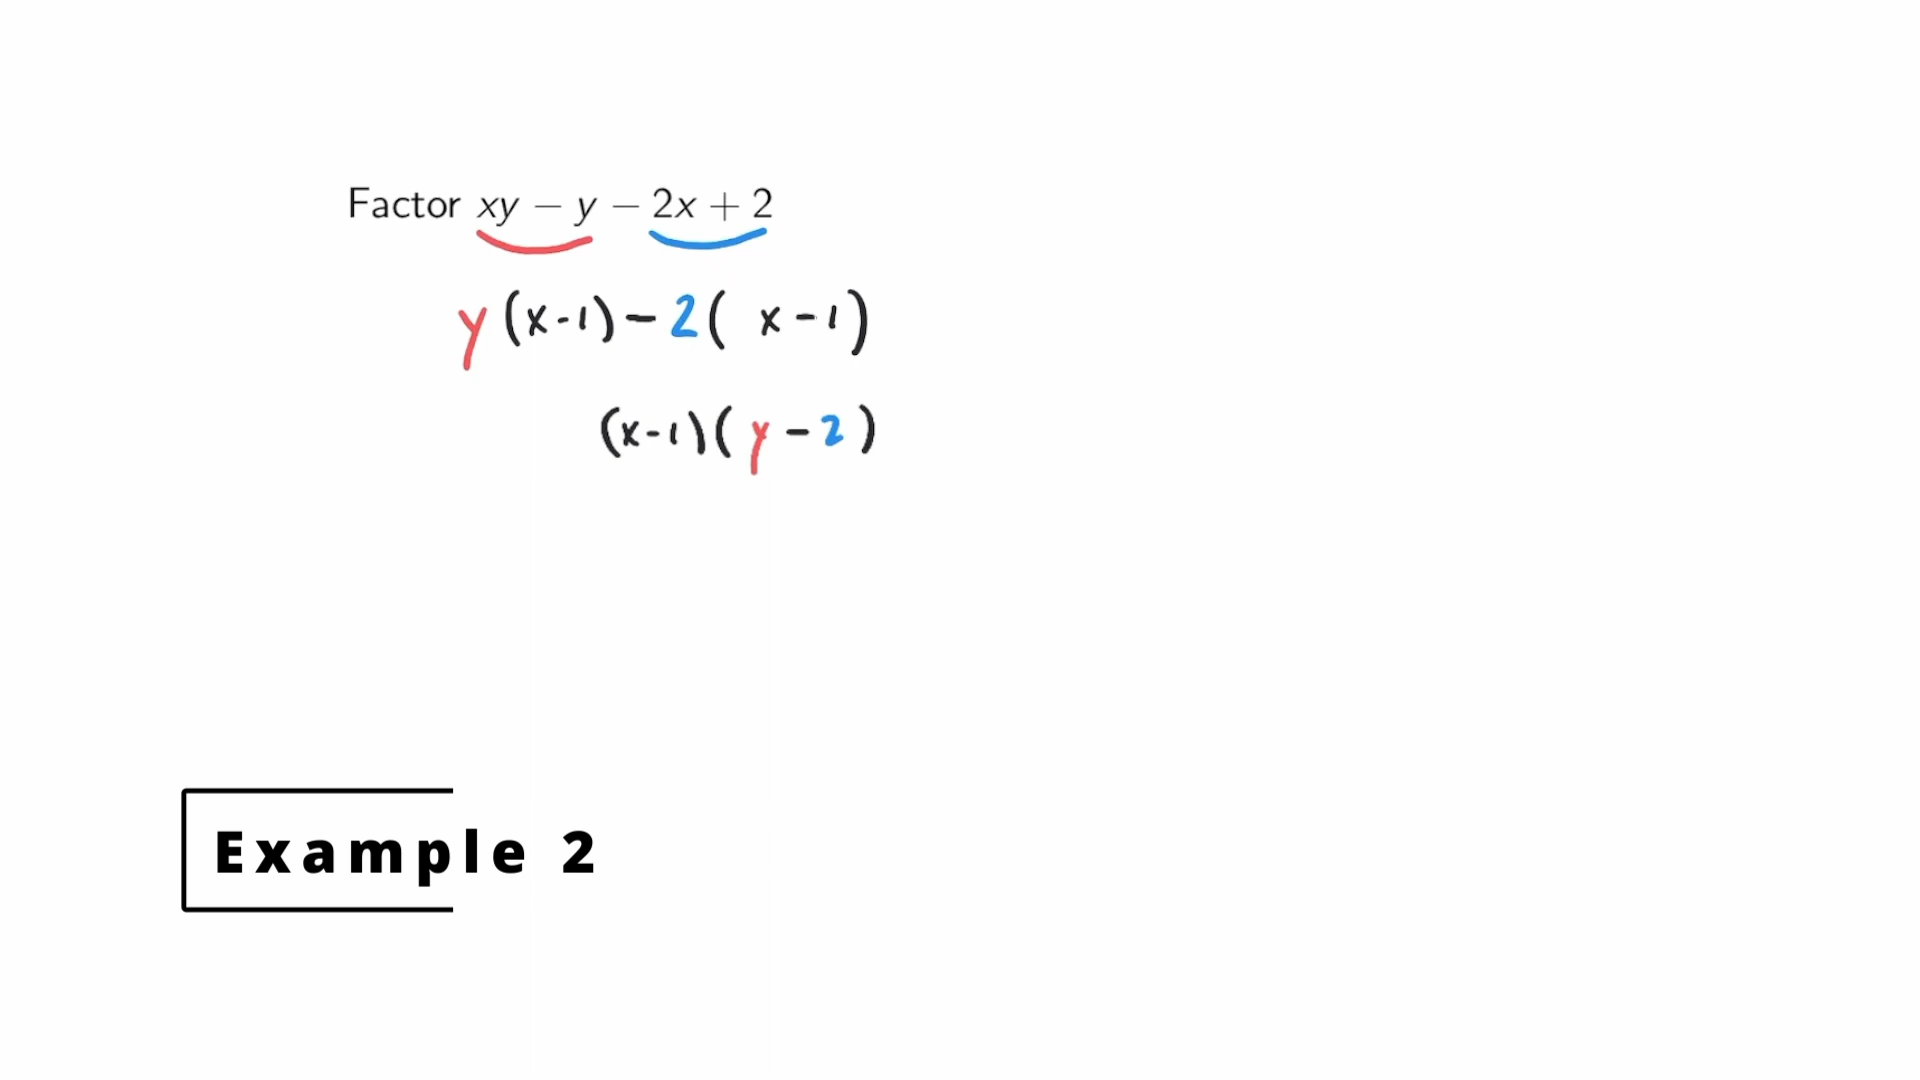 Factor xy − y − 2x + 2
y(x-1)-2( x-1)
(x-1)(y-2)
Example 2